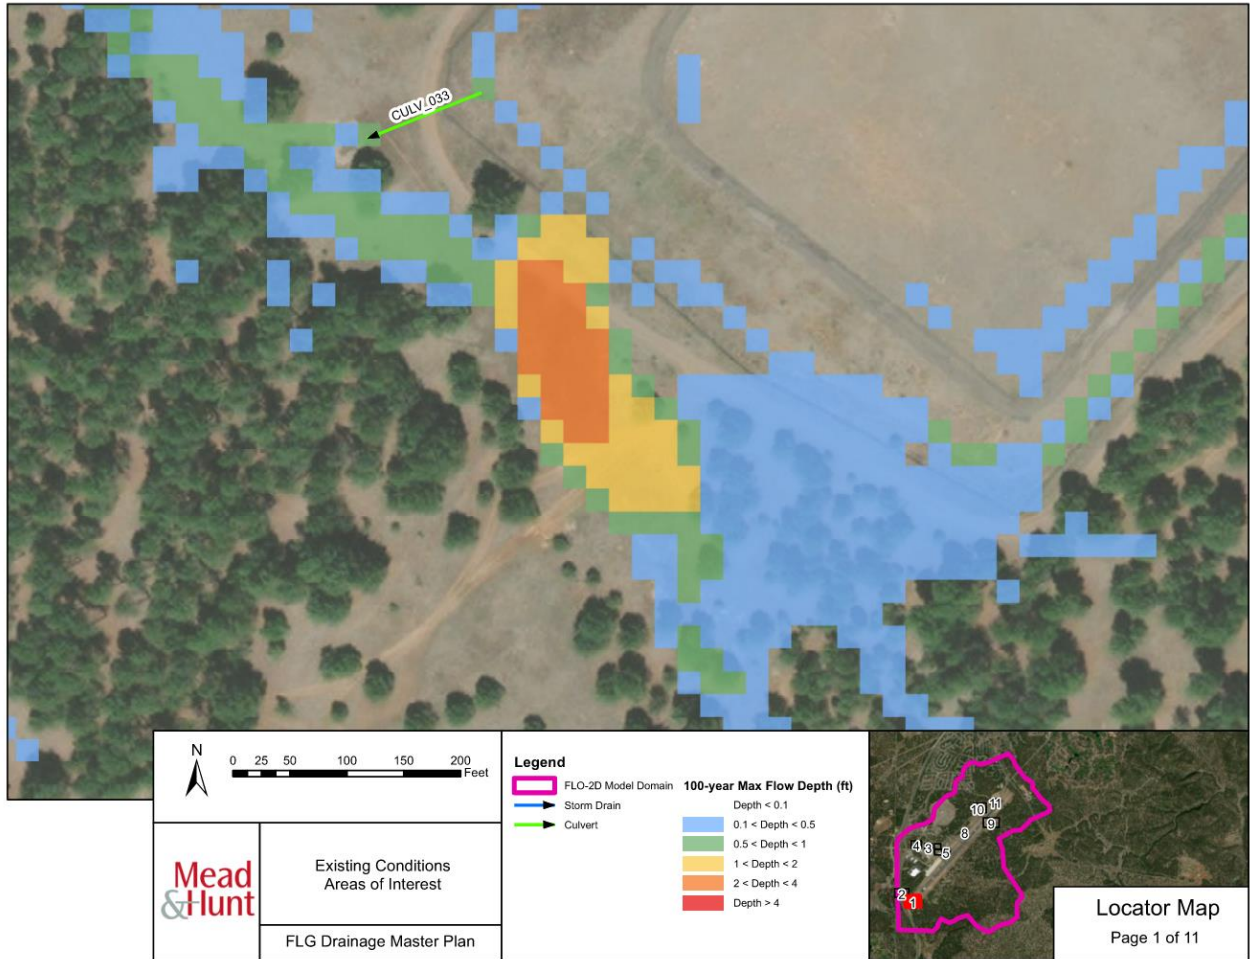 CULV_033
N
0 25 50 100 150 200
Feet
Mead
&Hunt
Existing Conditions
Areas of Interest
FLG Drainage Master Plan
Legend
FLO-2D Model Domain
Storm Drain
Culvert
100-year Max Flow Depth (ft)
Depth < 0.1
0.1 < Depth < 0.5
0.5 < Depth < 1
1 < Depth < 2
2 < Depth < 4
Depth > 4
10 11
9
8
4 3 5
2
1
Locator Map
Page 1 of 11